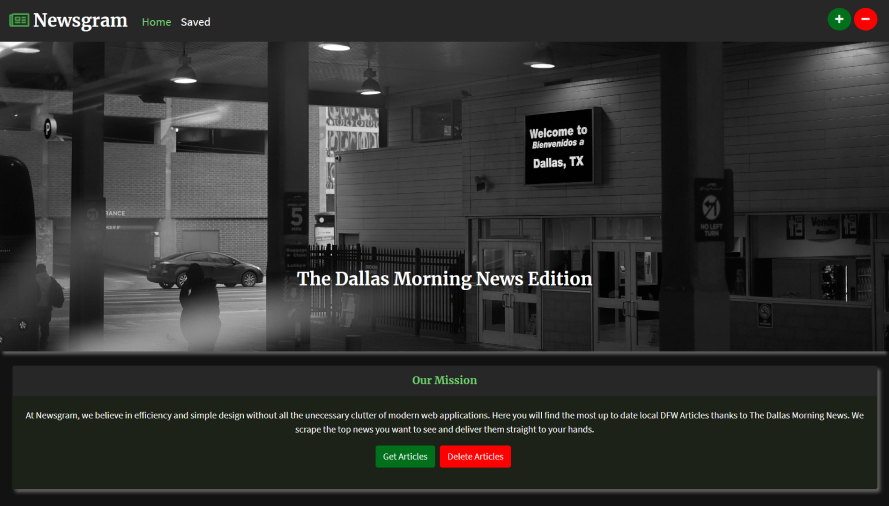 Newsgram
Home
Saved
Welcome to
Bienvenidos a
Dallas, TX
5
NO LEFT
TURN
The Dallas Morning News Edition
Our Mission
At Newsgram, we believe in efficiency and simple design without all the unecessary clutter of modern web applications. Here you will find the most up to date local DFW Articles thanks to The Dallas Morning News. We
scrape the top news you want to see and deliver them straight to your hands.
Get Articles
Delete Articles